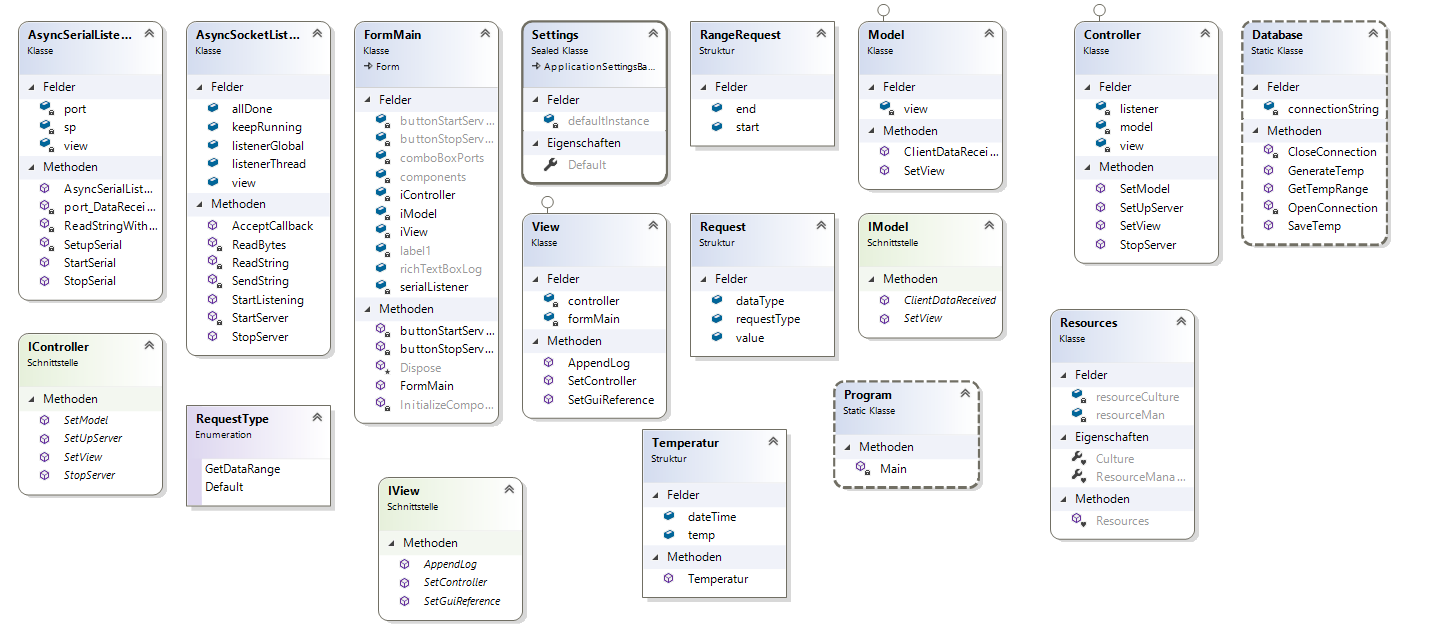 AsyncSerialListe...
Klasse
Felder
port
sp
view
Methoden
AsyncSerialList...
port_DataRecei...
ReadStringWith...
SetupSerial
StartSerial
StopSerial
IController
Schnittstelle
Methoden
SetModel
SetUpServer
SetView
StopServer
AsyncSocketList...
Klasse
Felder
allDone
keepRunning
listenerGlobal
listenerThread
view
Methoden
AcceptCallback
ReadBytes
ReadString
SendString
StartListening
StartServer
StopServer
RequestType
Enumeration
GetDataRange
Default
FormMain
Klasse
Form
Felder
buttonStartServ...
buttonStopServ...
comboBoxPorts
components
iController
iModel
iView
label1
richTextBoxLog
serialListener
Methoden
buttonStartServ...
buttonStopServ...
Dispose
FormMain
InitializeCompo...
IView
Schnittstelle
Methoden
AppendLog
SetController
SetGuiReference
Settings
Sealed Klasse
ApplicationSettingsBa...
Felder
defaultInstance
Eigenschaften
Default
View
Klasse
Felder
controller
formMain
Methoden
AppendLog
SetController
SetGuiReference
RangeRequest
Struktur
Felder
end
start
Request
Struktur
Felder
dataType
requestType
value
Temperatur
Struktur
Felder
dateTime
temp
Methoden
Temperatur
Model
Klasse
Felder
view
Methoden
ClientDataRecei...
SetView
IModel
Schnittstelle
Methoden
ClientDataReceived
SetView
Program
Static Klasse
Methoden
Main
Controller
Klasse
Felder
listener
model
view
Methoden
SetModel
SetUpServer
SetView
StopServer
Resources
Klasse
Felder
resourceCulture
resourceMan
Eigenschaften
Culture
ResourceMana...
Methoden
Resources
Database
Static Klasse
Felder
connectionString
Methoden
CloseConnection
GenerateTemp
GetTempRange
OpenConnection
SaveTemp